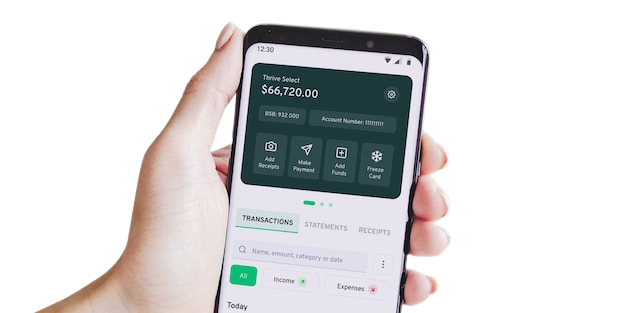 12:30
Thrive Select
$66,720.00
BSB: 932 000
Account Number: 11111111
Add
Receipts
Make
Payment
Add
Funds
Freeze
Card
TRANSACTIONS
STATEMENTS
RECEIPTS
Name, amount, category or date
All
Income
Expenses
Today